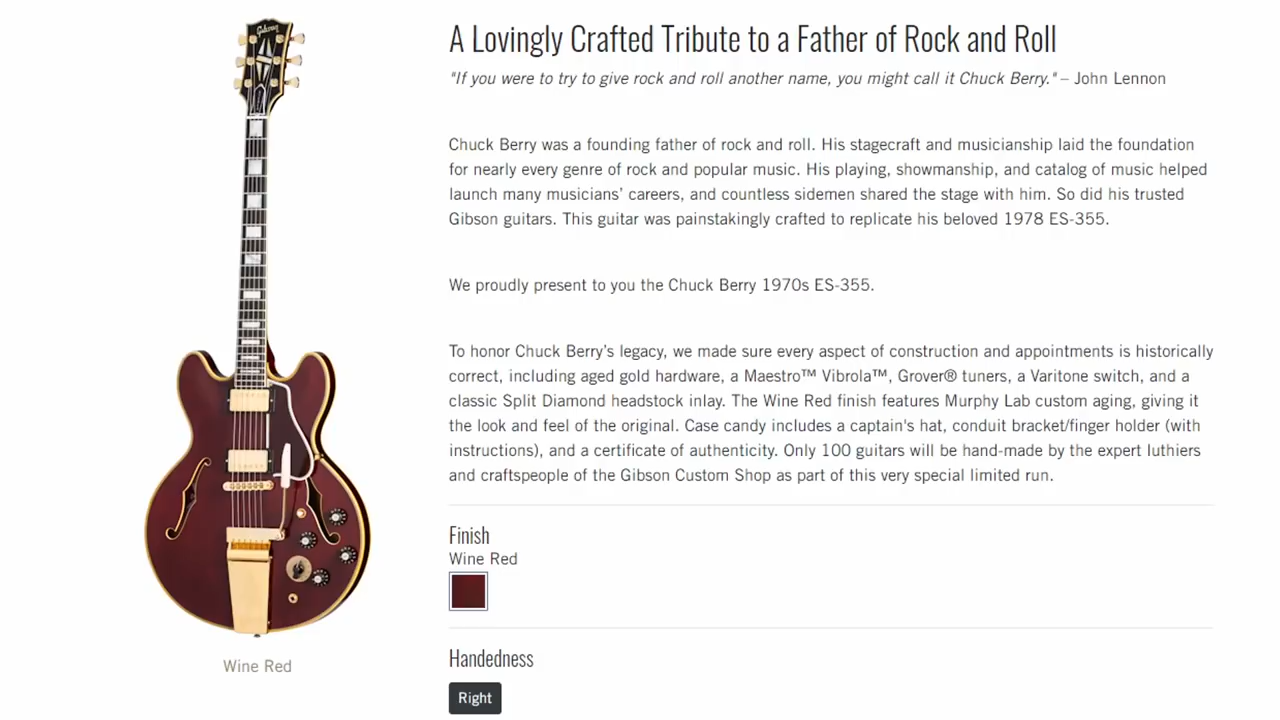 Gibson
A Lovingly Crafted Tribute to a Father of Rock and Roll
"If you were to try to give rock and roll another name, you might call it Chuck Berry." – John Lennon
Chuck Berry was a founding father of rock and roll. His stagecraft and musicianship laid the foundation
for nearly every genre of rock and popular music. His playing, showmanship, and catalog of music helped
launch many musicians’ careers, and countless sidemen shared the stage with him. So did his trusted
Gibson guitars. This guitar was painstakingly crafted to replicate his beloved 1978 ES-355.
We proudly present to you the Chuck Berry 1970s ES-355.
To honor Chuck Berry’s legacy, we made sure every aspect of construction and appointments is historically
correct, including aged gold hardware, a Maestro™ Vibrola™, Grover® tuners, a Varitone switch, and a
classic Split Diamond headstock inlay. The Wine Red finish features Murphy Lab custom aging, giving it
the look and feel of the original. Case candy includes a captain's hat, conduit bracket/finger holder (with
instructions), and a certificate of authenticity. Only 100 guitars will be hand-made by the expert luthiers
and craftspeople of the Gibson Custom Shop as part of this very special limited run.
Finish
Wine Red
Wine Red
Handedness
Right